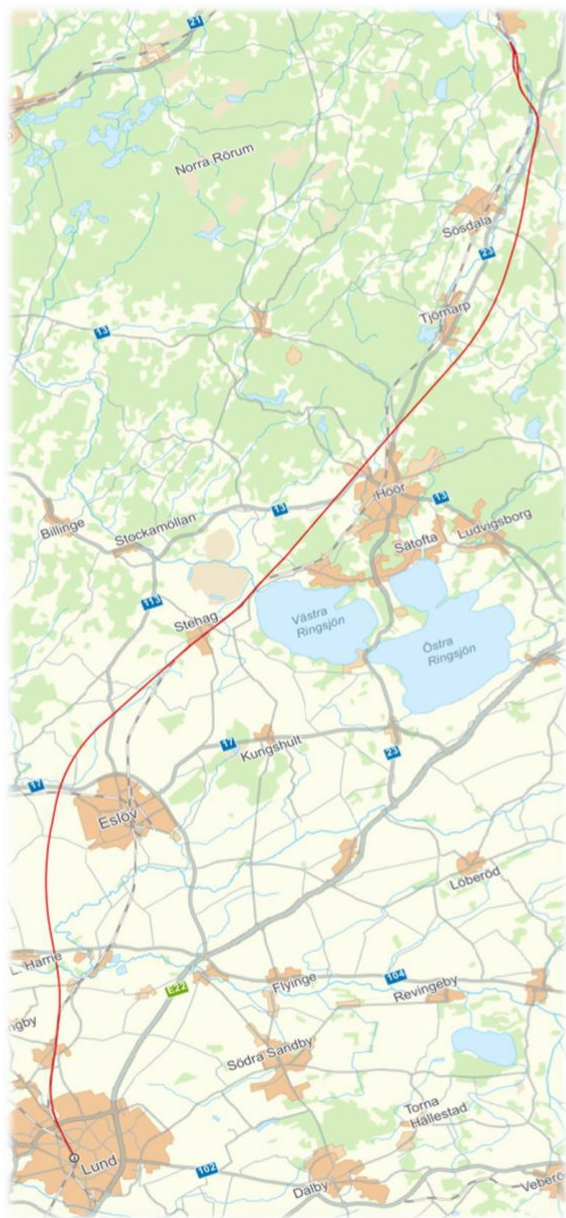 21
Norra Rörum
Sösdala
23
Tjörnarp
13
Höör
13
13
Billinge
Stockamöllan
Sätofta
Ludvigsborg
113
Stehag
Västra
Ringsjön
Östra
Ringsjön
17
Kungshult
23
17
Eslöv
Löberöd
L. Harrie
104
Flyinge
E22
Revingeby
ngby
Södra Sandby
Torna
Hällestad
Lund
102
Dalby
Veberö